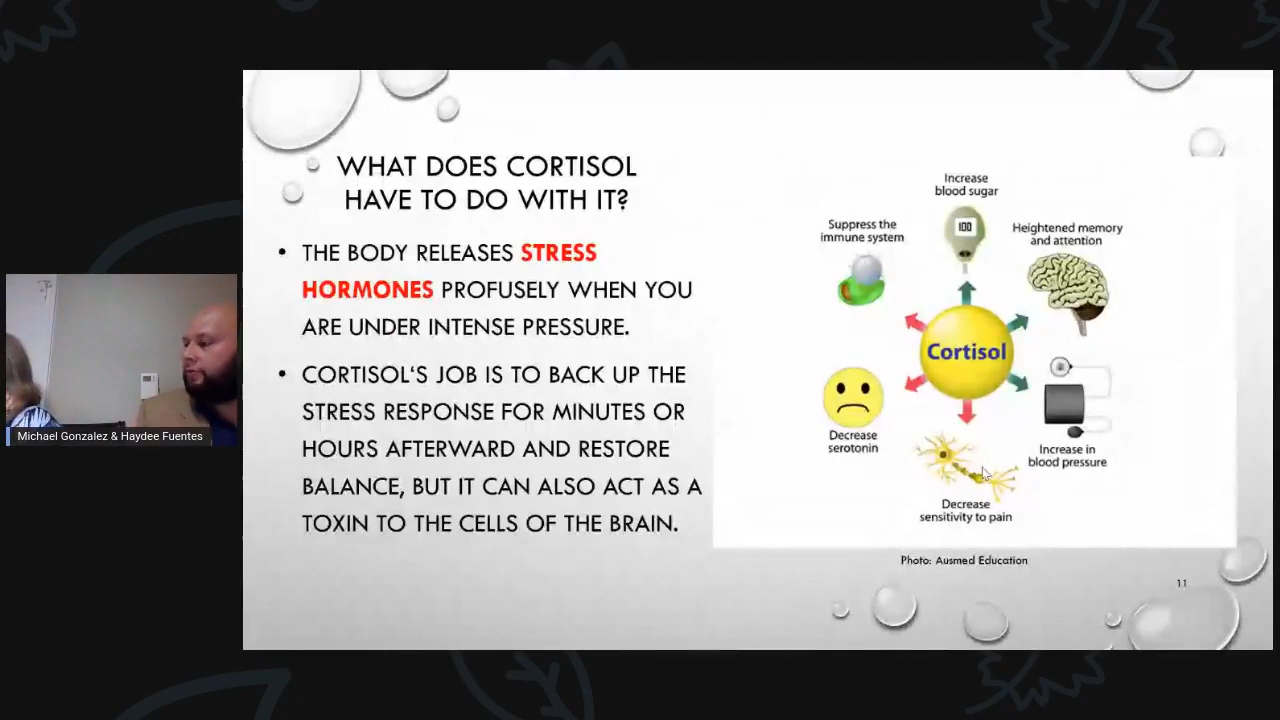 WHAT DOES CORTISOL
HAVE TO DO WITH IT?
• THE BODY RELEASES STRESS
HORMONES PROFUSELY WHEN YOU
ARE UNDER INTENSE PRESSURE.
• CORTISOL‘S JOB IS TO BACK UP THE
STRESS RESPONSE FOR MINUTES OR
HOURS AFTERWARD AND RESTORE
BALANCE, BUT IT CAN ALSO ACT AS A
TOXIN TO THE CELLS OF THE BRAIN.
Increase
blood sugar
Suppress the
immune system
Heightened memory
and attention
100
Cortisol
Decrease
serotonin
Increase in
blood pressure
Decrease
sensitivity to pain
Photo: Ausmed Education
11
Michael Gonzalez & Haydee Fuentes